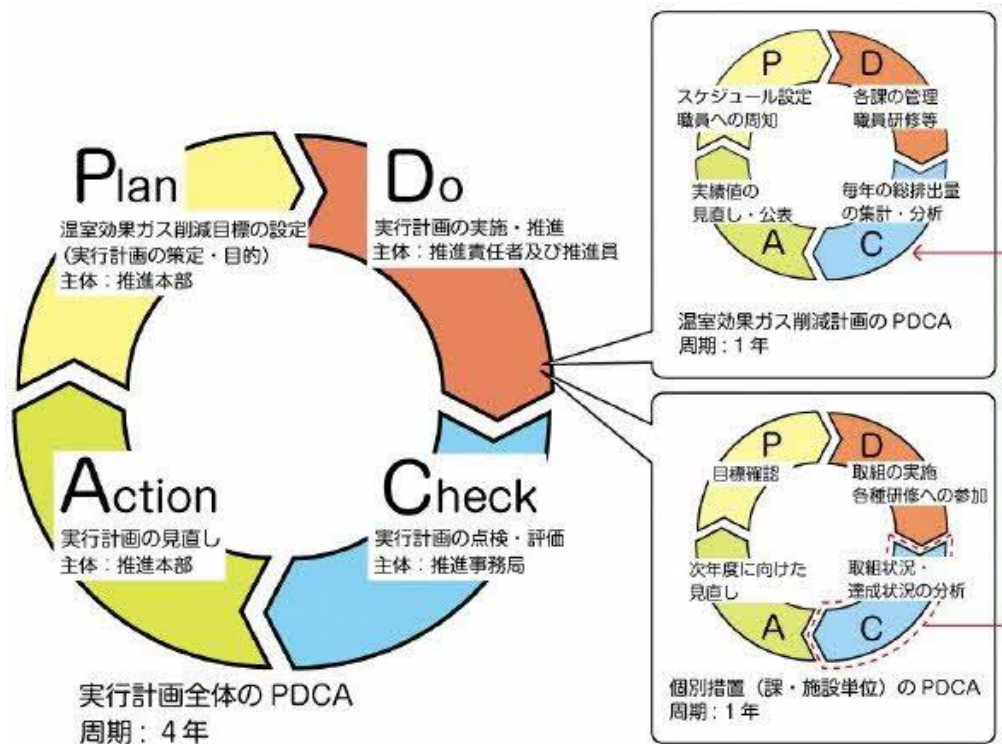 Plan
温室効果ガス削減目標の設定
（実行計画の策定・目的）
主体：推進本部
Do
実行計画の実施・推進
主体：推進責任者及び推進員
Action
実行計画の見直し
主体：推進本部
Check
実行計画の点検・評価
主体：推進事務局
実行計画全体の PDCA
周期：4年
P
スケジュール設定
職員への周知
D
各課の管理
職員研修等
実績値の
見直し・公表
A
毎年の総排出量
の集計・分析
C
温室効果ガス削減計画の PDCA
周期：1年
P
目標確認
D
取組の実施
各種研修への参加
次年度に向けた
見直し
A
取組状況・
達成状況の分析
C
個別措置（課・施設単位）の PDCA
周期：1年